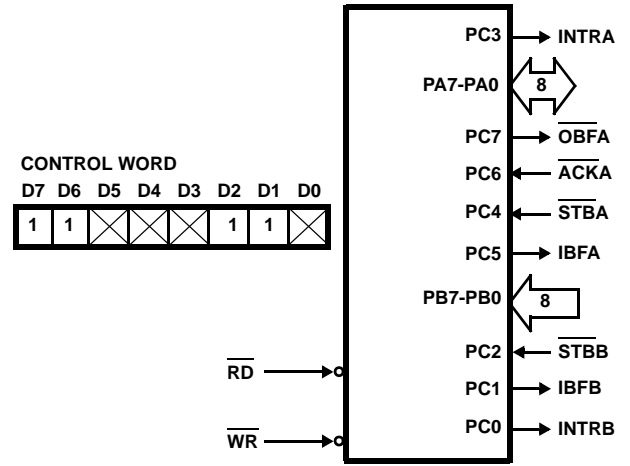 PC3 INTRA
PA7-PA0 8
PC7 OBFA
CONTROL WORD
PC6 ACKA
D7 D6 D5 D4 D3 D2 D1 D0
PC4 STBA
1 1 1 1
PC5 IBFA
PB7-PB0 8
PC2 STBB
RD
PC1 IBFB
PC0 INTRB
WR